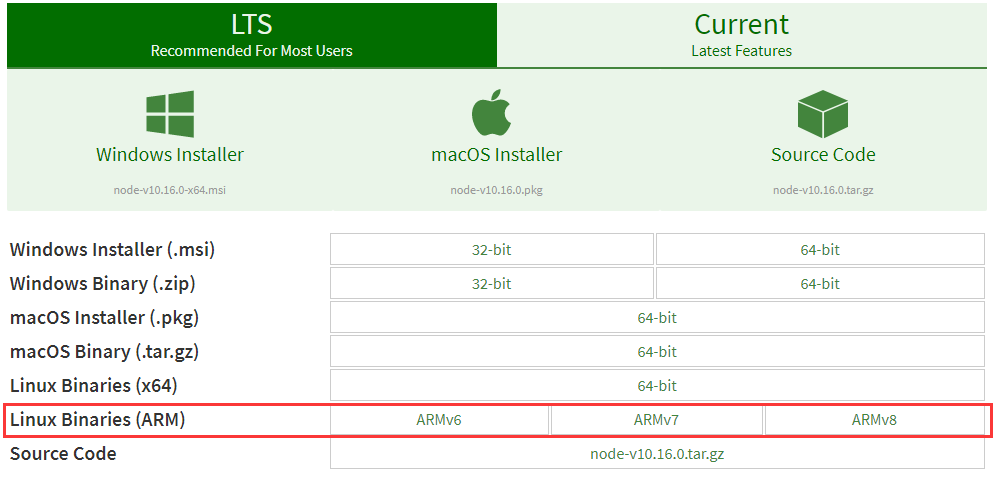 LTS
Recommended For Most Users
Current
Latest Features
Windows Installer
node-v10.16.0-x64.msi
macOS Installer
node-v10.16.0.pkg
Source Code
node-v10.16.0.tar.gz
Windows Installer (.msi) 32-bit 64-bit
Windows Binary (.zip) 32-bit 64-bit
macOS Installer (.pkg) 64-bit
macOS Binary (.tar.gz) 64-bit
Linux Binaries (x64) 64-bit
Linux Binaries (ARM) ARMv6 ARMv7 ARMv8
Source Code node-v10.16.0.tar.gz